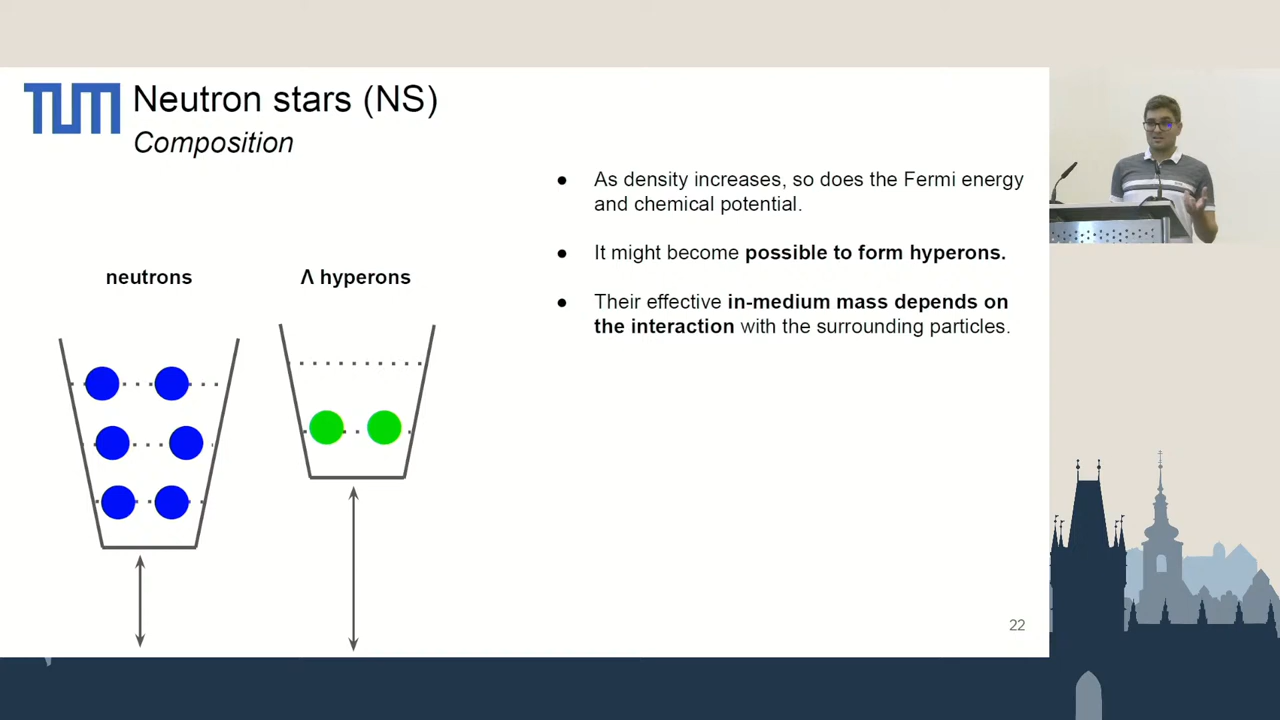 TUM
Neutron stars (NS)
Composition
● As density increases, so does the Fermi energy
and chemical potential.
● It might become possible to form hyperons.
● Their effective in-medium mass depends on
the interaction with the surrounding particles.
neutrons
Λ hyperons
22